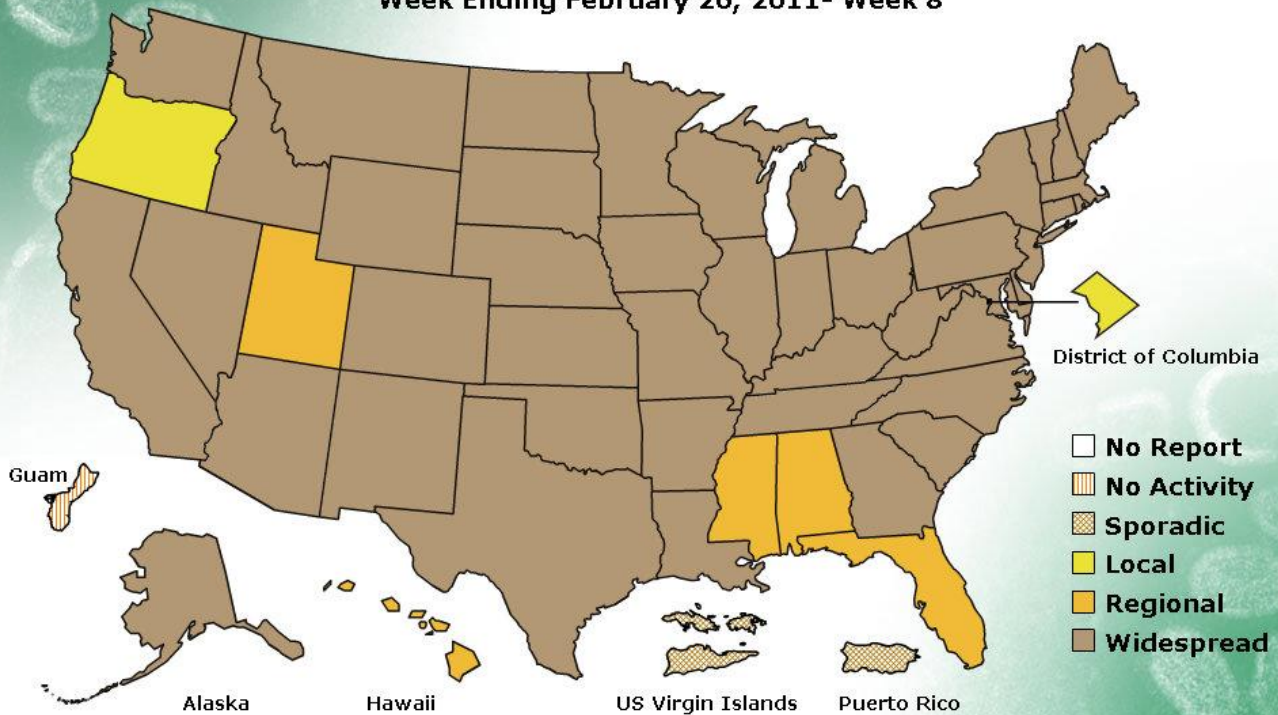 Week Ending February 26, 2011- Week 8
District of Columbia
No Report
Guam
No Activity
Sporadic
Local
Regional
Widespread
Alaska
Hawaii
US Virgin Islands
Puerto Rico